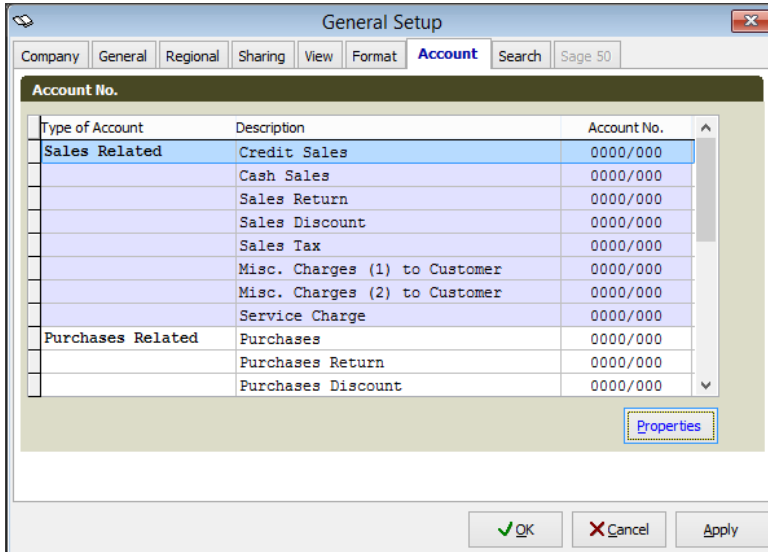 General Setup
Company General Regional Sharing View Format Account Search Sage 50
Account No.
Type of Account Description Account No.
Sales Related Credit Sales 0000/000
Cash Sales 0000/000
Sales Return 0000/000
Sales Discount 0000/000
Sales Tax 0000/000
Misc. Charges (1) to Customer 0000/000
Misc. Charges (2) to Customer 0000/000
Service Charge 0000/000
Purchases Related Purchases 0000/000
Purchases Return 0000/000
Purchases Discount 0000/000
Properties
OK Cancel Apply